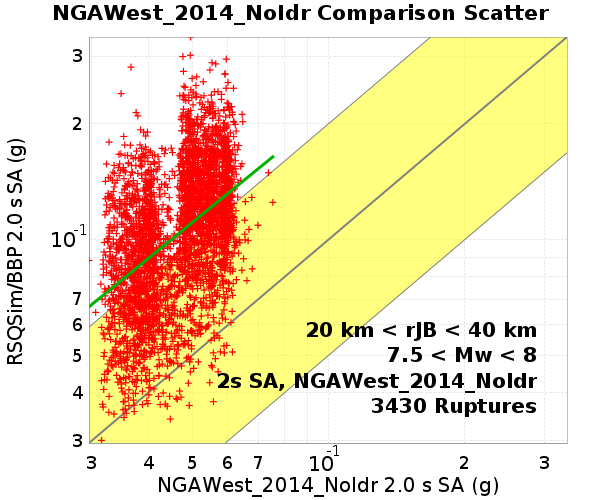 NGAWest_2014_NoIdr Comparison Scatter
RSQSim/BBP 2.0 s SA (g)
3
2
10-1
7
6
5
4
3
20 km < rJB < 40 km
7.5 < Mw < 8
2s SA, NGAWest_2014_NoIdr
3430 Ruptures
3 4 5 6 7 10-1 2 3
NGAWest_2014_NoIdr 2.0 s SA (g)